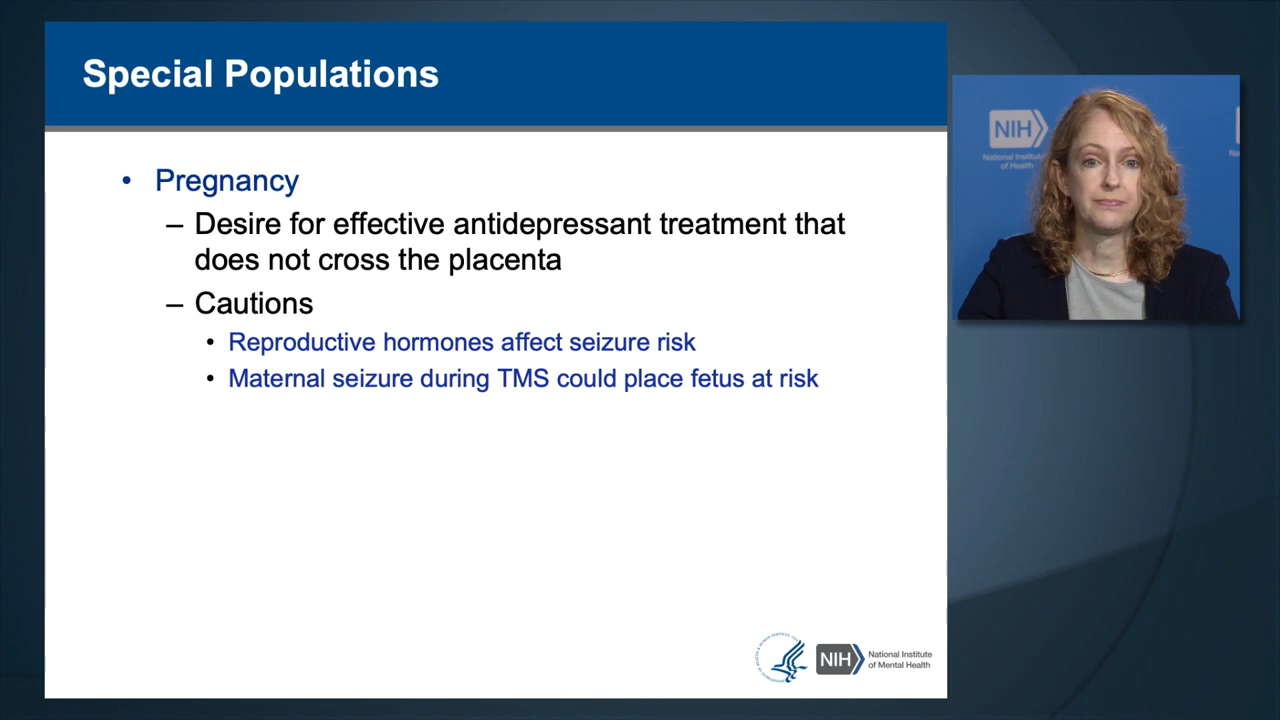 Special Populations
• Pregnancy
– Desire for effective antidepressant treatment that
does not cross the placenta
– Cautions
• Reproductive hormones affect seizure risk
• Maternal seizure during TMS could place fetus at risk
NIH
National Institute
of Mental Health
NIH
National Institute
of Health